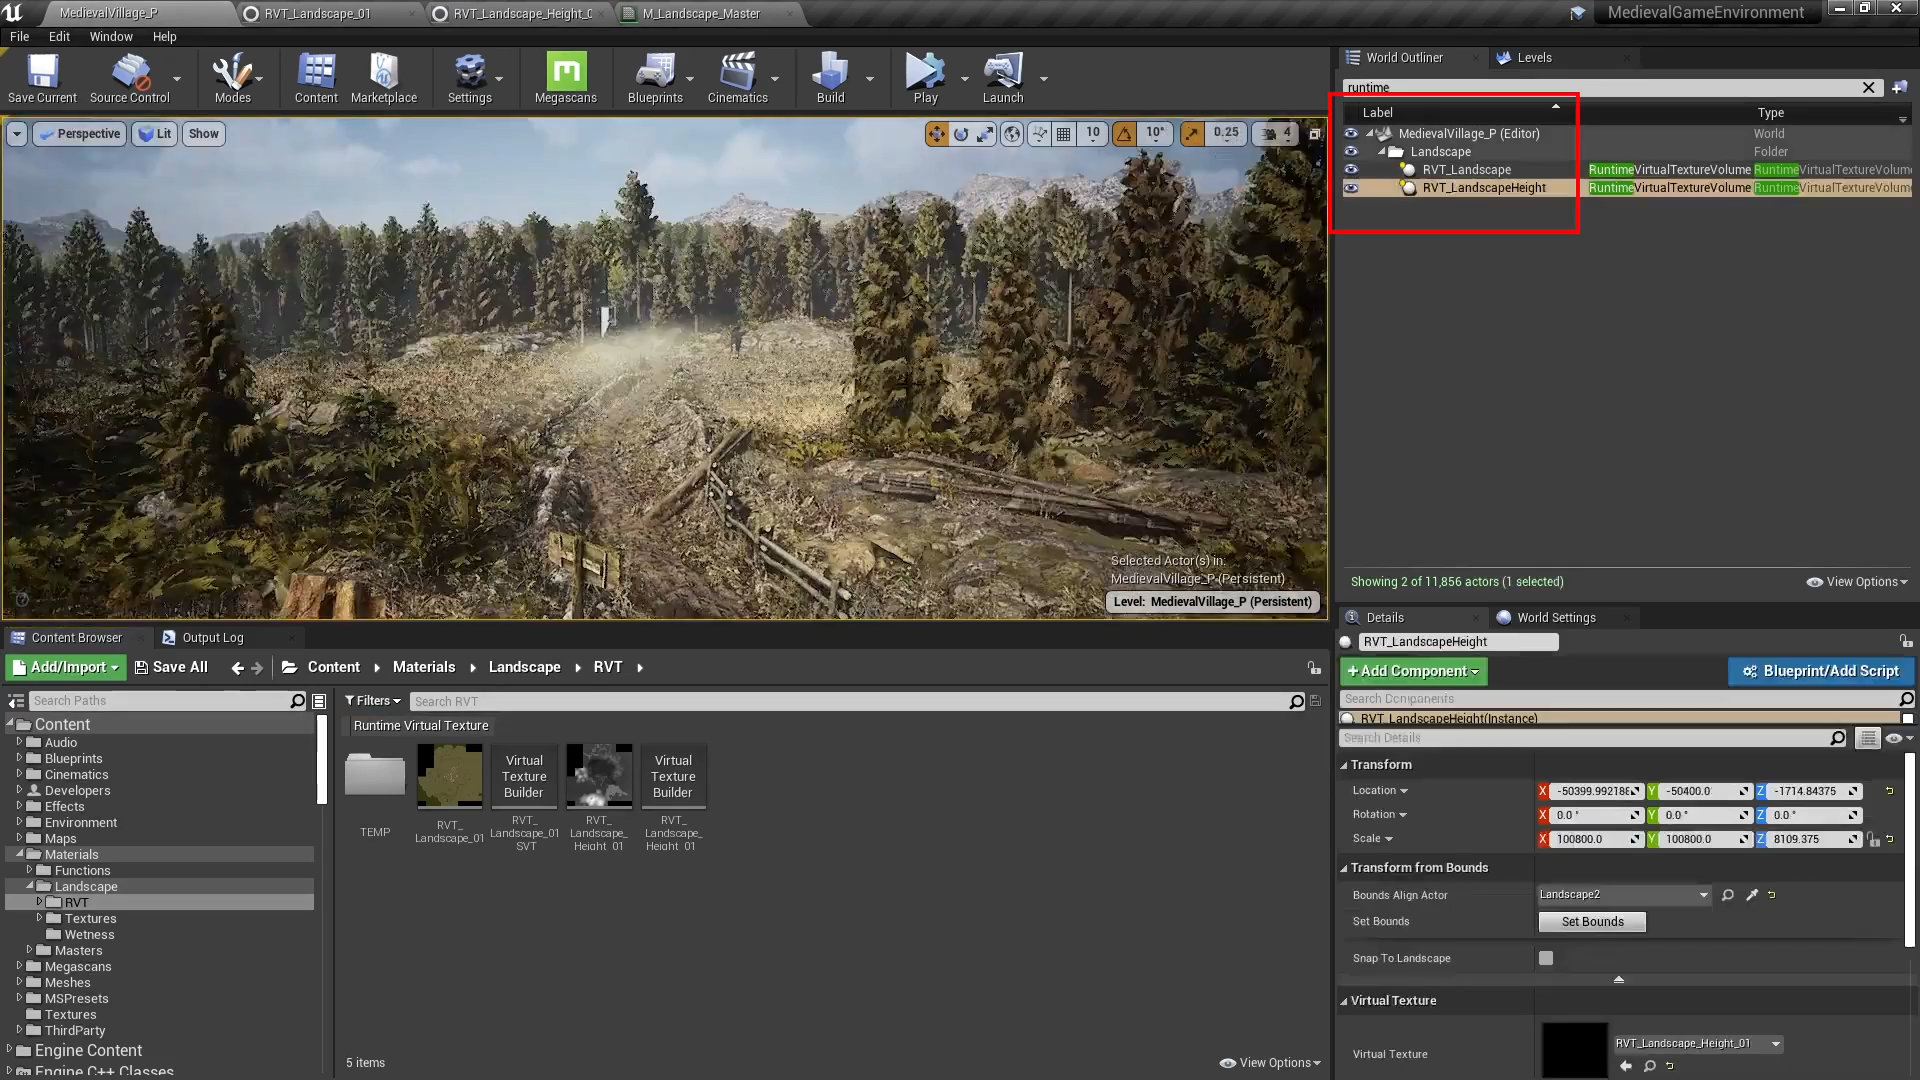 MedievalVillage_P
RVT_Landscape_01
RVT_Landscape_Height_0
M_Landscape_Master
MedievalGameEnvironment
File Edit Window Help
Save Current
Source Control
Modes
Content
Marketplace
Settings
Megascans
Blueprints
Cinematics
Build
Play
Launch
Perspective
Lit
Show
10
10°
0.25
4
Selected Actor(s) in:
MedievalVillage_P (Persistent)
Level: MedievalVillage_P (Persistent)
World Outliner
Levels
runtime
Label Type
MedievalVillage_P (Editor) World
Landscape Folder
RVT_Landscape RuntimeVirtualTextureVolume RuntimeVirtualTextureVolum
RVT_LandscapeHeight RuntimeVirtualTextureVolume RuntimeVirtualTextureVolum
Showing 2 of 11,856 actors (1 selected)
View Options
Content Browser
Output Log
Add/Import
Save All
Content
Materials
Landscape
RVT
Search Paths
Filters
Search RVT
Runtime Virtual Texture
Content
Audio
Blueprints
Cinematics
Developers
Effects
Environment
Maps
Materials
Functions
Landscape
RVT
Textures
Wetness
Masters
Megascans
Meshes
MSPresets
Textures
ThirdParty
Engine Content
Engine C++ Classes
TEMP
RVT_
Landscape_01
Virtual
Texture
Builder
RVT_
Landscape_01
SVT
RVT_
Landscape_
Height_01
Virtual
Texture
Builder
RVT_
Landscape_
Height_01
5 items
View Options
Details
World Settings
RVT_LandscapeHeight
+Add Component
Blueprint/Add Script
Search Components
RVT_LandscapeHeight(Instance)
Search Details
Transform
Location X -50399.992188 Y -50400.0 Z -1714.84375
Rotation X 0.0 ° Y 0.0 ° Z 0.0 °
Scale X 100800.0 Y 100800.0 Z 8109.375
Transform from Bounds
Bounds Align Actor Landscape2
Set Bounds Set Bounds
Snap To Landscape
Virtual Texture
Virtual Texture RVT_Landscape_Height_01